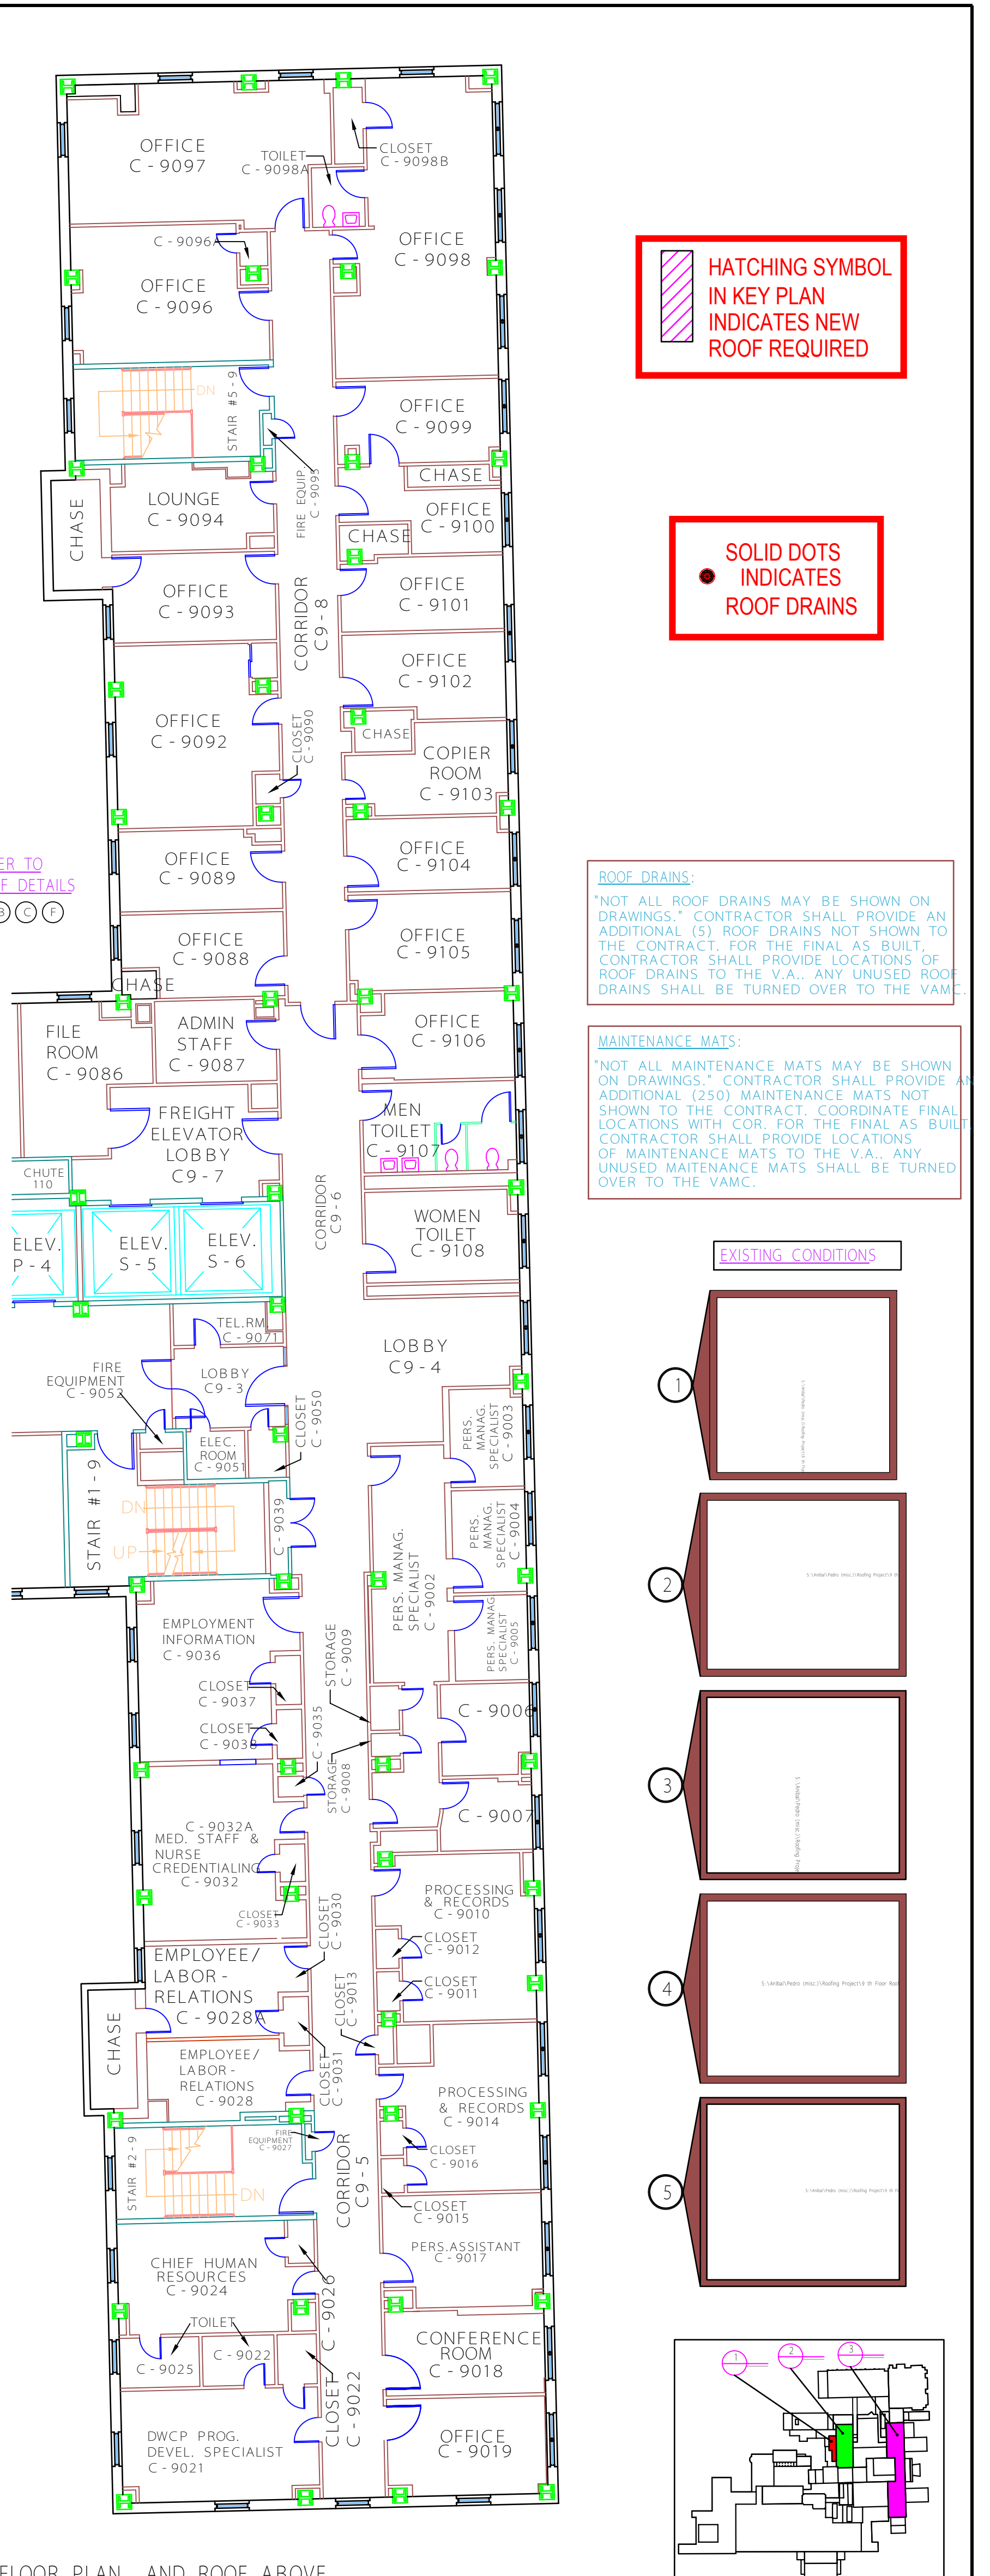 OFFICE
C - 9097
TOILET
C - 9098A
CLOSET
C - 9098B
C - 9096A
OFFICE
C - 9098
OFFICE
C - 9096
DN
STAIR #5 - 9
OFFICE
C - 9099
CHASE
LOUNGE
C - 9094
CHASE
FIRE EQUIP.
C - 9095
OFFICE
C - 9100
CHASE
OFFICE
C - 9093
CORRIDOR
C9 - 8
OFFICE
C - 9101
OFFICE
C - 9102
OFFICE
C - 9092
CLOSET
C - 9090
CHASE
COPIER
ROOM
C - 9103
OFFICE
C - 9089
OFFICE
C - 9104
OFFICE
C - 9088
OFFICE
C - 9105
CHASE
FILE
ROOM
C - 9086
ADMIN
STAFF
C - 9087
OFFICE
C - 9106
FREIGHT
ELEVATOR
LOBBY
C9 - 7
MEN
TOILET
C - 9107
CHUTE
110
CORRIDOR
C9 - 6
WOMEN
TOILET
C - 9108
ELEV.
P - 4
ELEV.
S - 5
ELEV.
S - 6
TEL.RM.
C - 9071
LOBBY
C9 - 4
FIRE
EQUIPMENT
C - 9052
LOBBY
C9 - 3
CLOSET
C - 9050
ELEC.
ROOM
C - 9051
PERS.
MANAG.
SPECIALIST
C - 9003
STAIR #1 - 9
DN
UP
C - 9039
PERS. MANAG.
SPECIALIST
C - 9002
PERS.
MANAG.
SPECIALIST
C - 9004
PERS. MANAG.
SPECIALIST
C - 9005
EMPLOYMENT
INFORMATION
C - 9036
CLOSET
C - 9037
CLOSET
C - 9038
STORAGE
C - 9009
C - 9035
STORAGE
C - 9008
C - 9006
C - 9007
C - 9032A
MED. STAFF &
NURSE
CREDENTIALING
C - 9032
CLOSET
C - 9033
CLOSET
C - 9030
PROCESSING
& RECORDS
C - 9010
CLOSET
C - 9012
CLOSET
C - 9011
EMPLOYEE/
LABOR -
RELATIONS
C - 9028A
CLOSET
C - 9013
CHASE
EMPLOYEE/
LABOR -
RELATIONS
C - 9028
CLOSET
C - 9031
PROCESSING
& RECORDS
C - 9014
STAIR #2 - 9
FIRE
EQUIPMENT
C - 9027
CLOSET
C - 9016
DN
CORRIDOR
C9 - 5
CLOSET
C - 9015
PERS.ASSISTANT
C - 9017
CHIEF HUMAN
RESOURCES
C - 9024
C - 9026
TOILET
C - 9025
C - 9022
CLOSET
C - 9022
CONFERENCE
ROOM
C - 9018
DWCP PROG.
DEVEL. SPECIALIST
C - 9021
OFFICE
C - 9019
FLOOR PLAN AND ROOF ABOVE
ER TO
F DETAILS
B C F
HATCHING SYMBOL
IN KEY PLAN
INDICATES NEW
ROOF REQUIRED
SOLID DOTS
INDICATES
ROOF DRAINS
ROOF DRAINS:
"NOT ALL ROOF DRAINS MAY BE SHOWN ON
DRAWINGS." CONTRACTOR SHALL PROVIDE AN
ADDITIONAL (5) ROOF DRAINS NOT SHOWN TO
THE CONTRACT. FOR THE FINAL AS BUILT,
CONTRACTOR SHALL PROVIDE LOCATIONS OF
ROOF DRAINS TO THE V.A.. ANY UNUSED ROOF
DRAINS SHALL BE TURNED OVER TO THE VAMC.
MAINTENANCE MATS:
"NOT ALL MAINTENANCE MATS MAY BE SHOWN
ON DRAWINGS." CONTRACTOR SHALL PROVIDE AN
ADDITIONAL (250) MAINTENANCE MATS NOT
SHOWN TO THE CONTRACT. COORDINATE FINAL
LOCATIONS WITH COR. FOR THE FINAL AS BUILT,
CONTRACTOR SHALL PROVIDE LOCATIONS
OF MAINTENANCE MATS TO THE V.A.. ANY
UNUSED MAITENANCE MATS SHALL BE TURNED
OVER TO THE VAMC.
EXISTING CONDITIONS
1
2
3
4
5
1
2
3